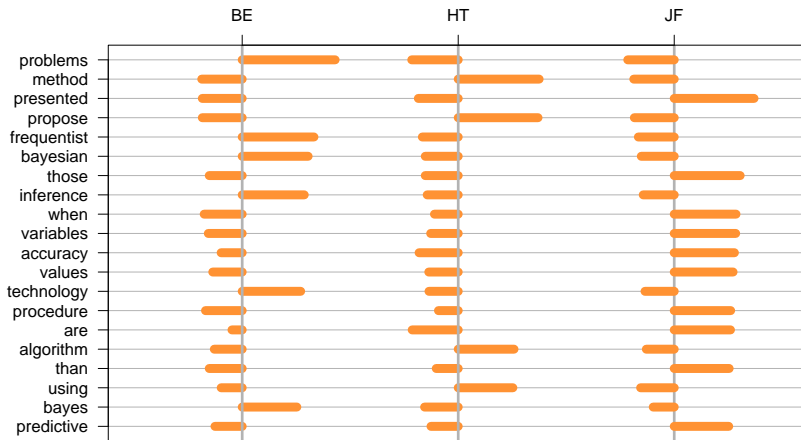 BE HT JF
problems
method
presented
propose
frequentist
bayesian
those
inference
when
variables
accuracy
values
technology
procedure
are
algorithm
than
using
bayes
predictive